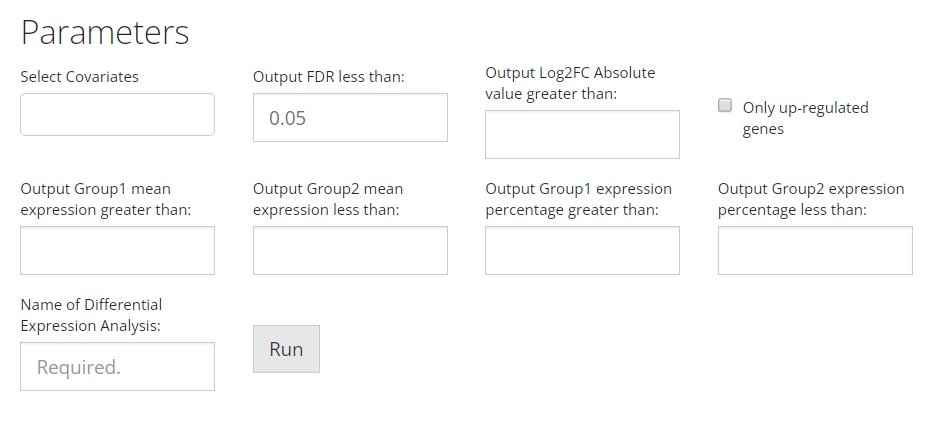 Parameters
Select Covariates
Output FDR less than:
0.05
Output Log2FC Absolute
value greater than:
Only up-regulated
genes
Output Group1 mean
expression greater than:
Output Group2 mean
expression less than:
Output Group1 expression
percentage greater than:
Output Group2 expression
percentage less than:
Name of Differential
Expression Analysis:
Required.
Run